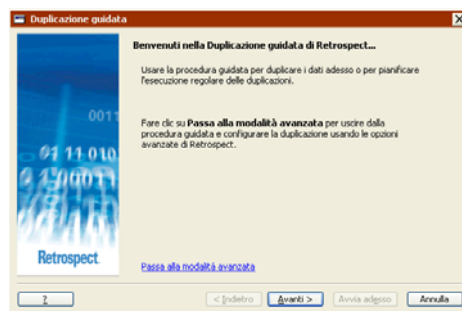 Duplicazione guidata
Benvenuti nella Duplicazione guidata di Retrospect...
Usare la procedura guidata per duplicare i dati adesso o per pianificare
l'esecuzione regolare delle duplicazioni.
Fare clic su Passa alla modalità avanzata per uscire dalla
procedura guidata e configurare la duplicazione usando le opzioni
avanzate di Retrospect.
0011
01 11 010
Retrospect
Passa alla modalità avanzata
?
< Indietro
Avanti >
Avvia adesso
Annulla